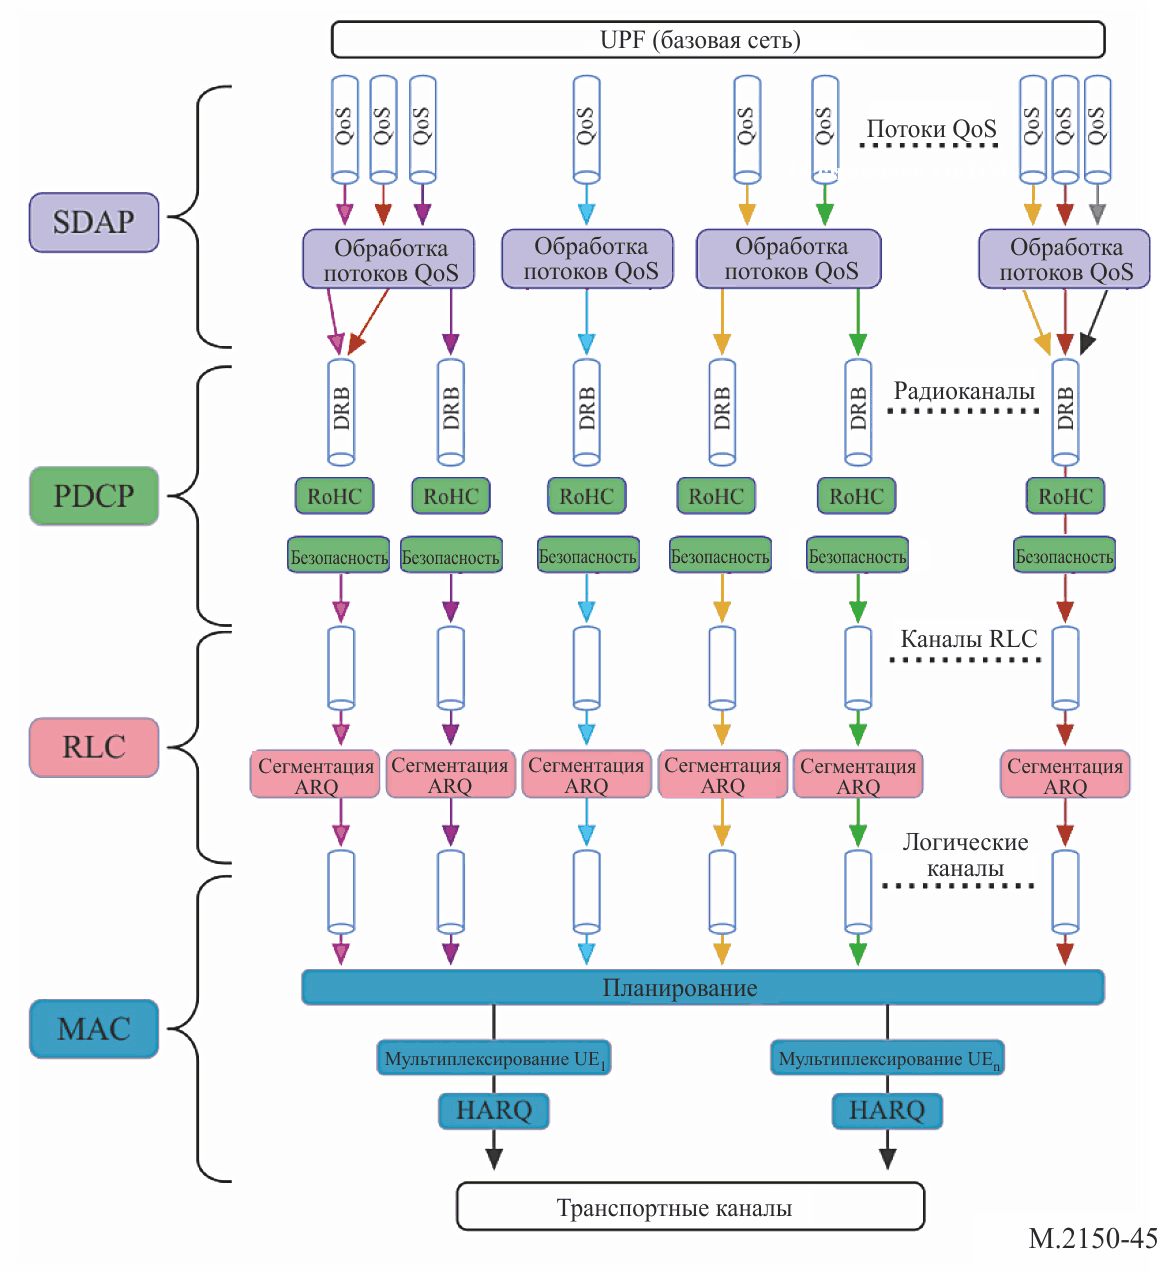 UPF (базовая сеть)
QoS
QoS
QoS
QoS
QoS
QoS
Потоки QoS
QoS
QoS
QoS
SDAP
Обработка
потоков QoS
Обработка
потоков QoS
Обработка
потоков QoS
Обработка
потоков QoS
DRB
DRB
DRB
DRB
DRB
Радиоканалы
DRB
PDCP
RoHC
RoHC
RoHC
RoHC
RoHC
RoHC
Безопасность
Безопасность
Безопасность
Безопасность
Безопасность
Безопасность
Каналы RLC
RLC
Сегментация
ARQ
Сегментация
ARQ
Сегментация
ARQ
Сегментация
ARQ
Сегментация
ARQ
Сегментация
ARQ
Логические
каналы
MAC
Планирование
Мультиплексирование UE1
Мультиплексирование UEn
HARQ
HARQ
Транспортные каналы
M.2150-45